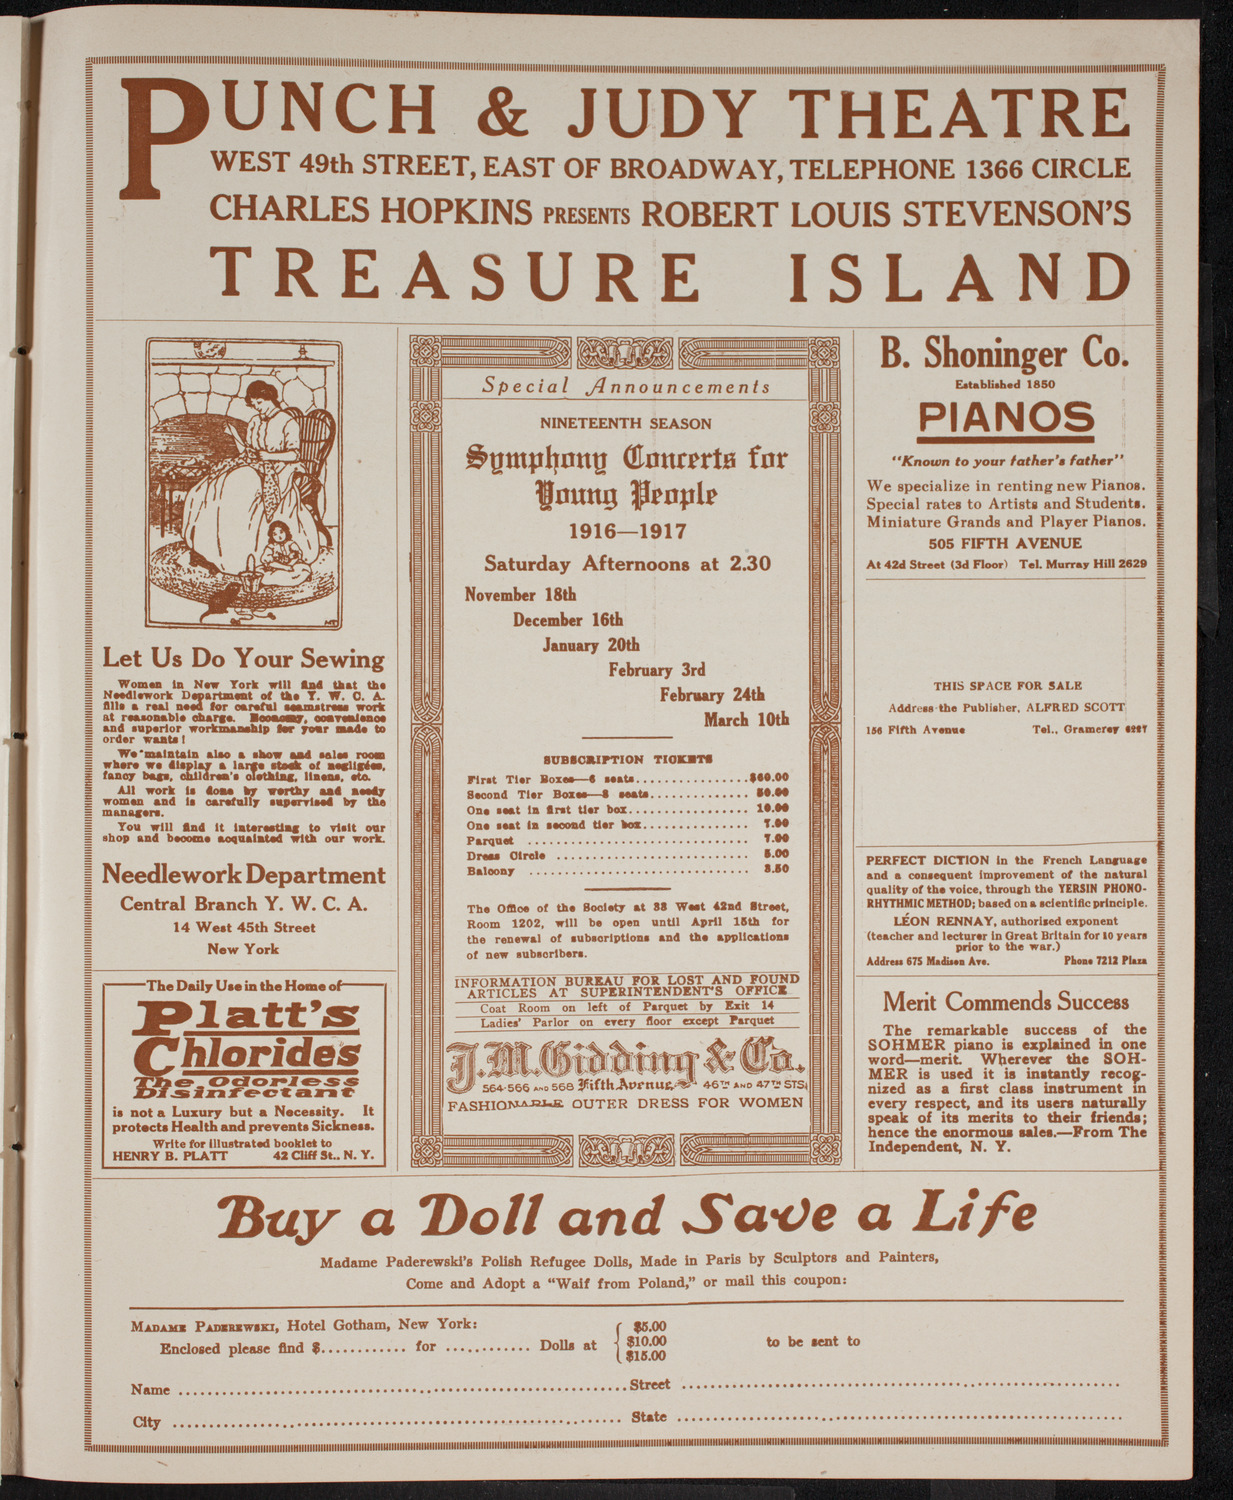 PUNCH & JUDY THEATRE
WEST 49th STREET, EAST OF BROADWAY, TELEPHONE 1366 CIRCLE
CHARLES HOPKINS PRESENTS ROBERT LOUIS STEVENSON'S
TREASURE ISLAND
Let Us Do Your Sewing
Women in New York will find that the
Needlework Department of the Y. W. C. A.
fills a real need for careful seamstress work
at reasonable charge. Economy, convenience
and superior workmanship for your made to
order wants!
We maintain also a show and sales room
where we display a large stock of negligées,
fancy bags, children's clothing, linens, etc.
All work is done by worthy and needy
women and is carefully supervised by the
managers.
You will find it interesting to visit our
shop and become acquainted with our work.
Needlework Department
Central Branch Y. W. C. A.
14 West 45th Street
New York
The Daily Use in the Home of
Platt's
Chlorides
The Odorless
Disinfectant
is not a Luxury but a Necessity. It
protects Health and prevents Sickness.
Write for illustrated booklet to
HENRY B. PLATT 42 Cliff St., N. Y.
Special Announcements
NINETEENTH SEASON
Symphony Concerts for
Young People
1916—1917
Saturday Afternoons at 2.30
November 18th
December 16th
January 20th
February 3rd
February 24th
March 10th
SUBSCRIPTION TICKETS
First Tier Boxes—6 seats.................$60.00
Second Tier Boxes—8 seats............... 50.00
One seat in first tier box.................. 10.00
One seat in second tier box................ 7.00
Parquet .................................. 7.00
Dress Circle ............................. 5.00
Balcony ................................. 3.50
The Office of the Society at 33 West 42nd Street,
Room 1202, will be open until April 15th for
the renewal of subscriptions and the applications
of new subscribers.
INFORMATION BUREAU FOR LOST AND FOUND
ARTICLES AT SUPERINTENDENT'S OFFICE
Coat Room on left of Parquet by Exit 14
Ladies' Parlor on every floor except Parquet
J.M.Gidding & Co.
564-566 AND 568 Fifth Avenue 46TH AND 47TH STS.
FASHIONABLE OUTER DRESS FOR WOMEN
B. Shoninger Co.
Established 1850
PIANOS
"Known to your father's father"
We specialize in renting new Pianos.
Special rates to Artists and Students.
Miniature Grands and Player Pianos.
505 FIFTH AVENUE
At 42d Street (3d Floor) Tel. Murray Hill 2629
THIS SPACE FOR SALE
Address the Publisher, ALFRED SCOTT
156 Fifth Avenue Tel., Gramercy
PERFECT DICTION in the French Language
and a consequent improvement of the natural
quality of the voice, through the YERSIN PHONO-
RHYTHMIC METHOD; based on a scientific principle.
LÉON RENNAY, authorized exponent
(teacher and lecturer in Great Britain for 10 years
prior to the war.)
Address 675 Madison Ave. Phone 7212 Plaza
Merit Commends Success
The remarkable success of the
SOHMER piano is explained in one
word—merit. Wherever the SOH-
MER is used it is instantly recog-
nized as a first class instrument in
every respect, and its users naturally
speak of its merits to their friends;
hence the enormous sales.—From The
Independent, N. Y.
Buy a Doll and Save a Life
Madame Paderewski's Polish Refugee Dolls, Made in Paris by Sculptors and Painters,
Come and Adopt a "Waif from Poland," or mail this coupon:
MADAME PADEREWSKI, Hotel Gotham, New York:
Enclosed please find $............ for ............ Dolls at { $5.00 $10.00 $15.00 to be sent to
Name ........................................ Street ........................................
City ........................................ State ........................................